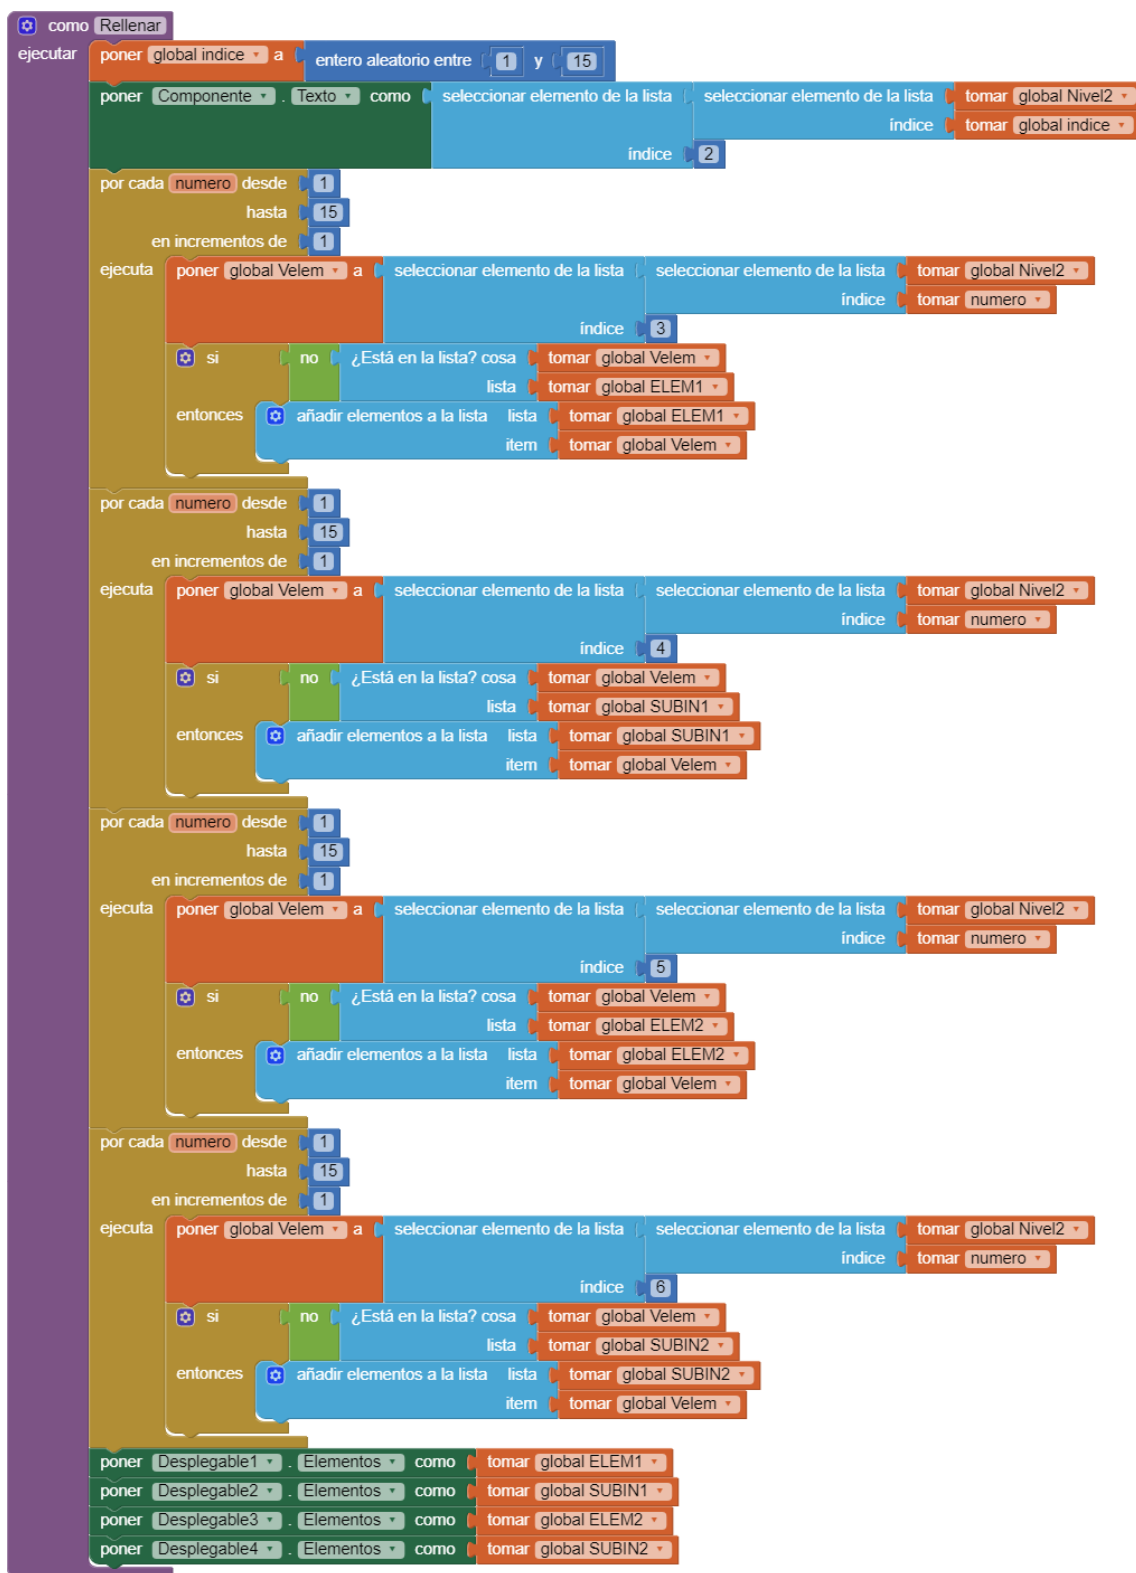 como Rellenar
ejecutar poner global indice a entero aleatorio entre 1 y 15
poner Componente . Texto como seleccionar elemento de la lista seleccionar elemento de la lista tomar global Nivel2
índice tomar global indice
índice 2
por cada numero desde 1
hasta 15
en incrementos de 1
ejecuta poner global Velem a seleccionar elemento de la lista seleccionar elemento de la lista tomar global Nivel2
índice tomar numero
índice 3
si no ¿Está en la lista? cosa tomar global Velem
lista tomar global ELEM1
entonces añadir elementos a la lista lista tomar global ELEM1
item tomar global Velem
por cada numero desde 1
hasta 15
en incrementos de 1
ejecuta poner global Velem a seleccionar elemento de la lista seleccionar elemento de la lista tomar global Nivel2
índice tomar numero
índice 4
si no ¿Está en la lista? cosa tomar global Velem
lista tomar global SUBIN1
entonces añadir elementos a la lista lista tomar global SUBIN1
item tomar global Velem
por cada numero desde 1
hasta 15
en incrementos de 1
ejecuta poner global Velem a seleccionar elemento de la lista seleccionar elemento de la lista tomar global Nivel2
índice tomar numero
índice 5
si no ¿Está en la lista? cosa tomar global Velem
lista tomar global ELEM2
entonces añadir elementos a la lista lista tomar global ELEM2
item tomar global Velem
por cada numero desde 1
hasta 15
en incrementos de 1
ejecuta poner global Velem a seleccionar elemento de la lista seleccionar elemento de la lista tomar global Nivel2
índice tomar numero
índice 6
si no ¿Está en la lista? cosa tomar global Velem
lista tomar global SUBIN2
entonces añadir elementos a la lista lista tomar global SUBIN2
item tomar global Velem
poner Desplegable1 . Elementos como tomar global ELEM1
poner Desplegable2 . Elementos como tomar global SUBIN1
poner Desplegable3 . Elementos como tomar global ELEM2
poner Desplegable4 . Elementos como tomar global SUBIN2